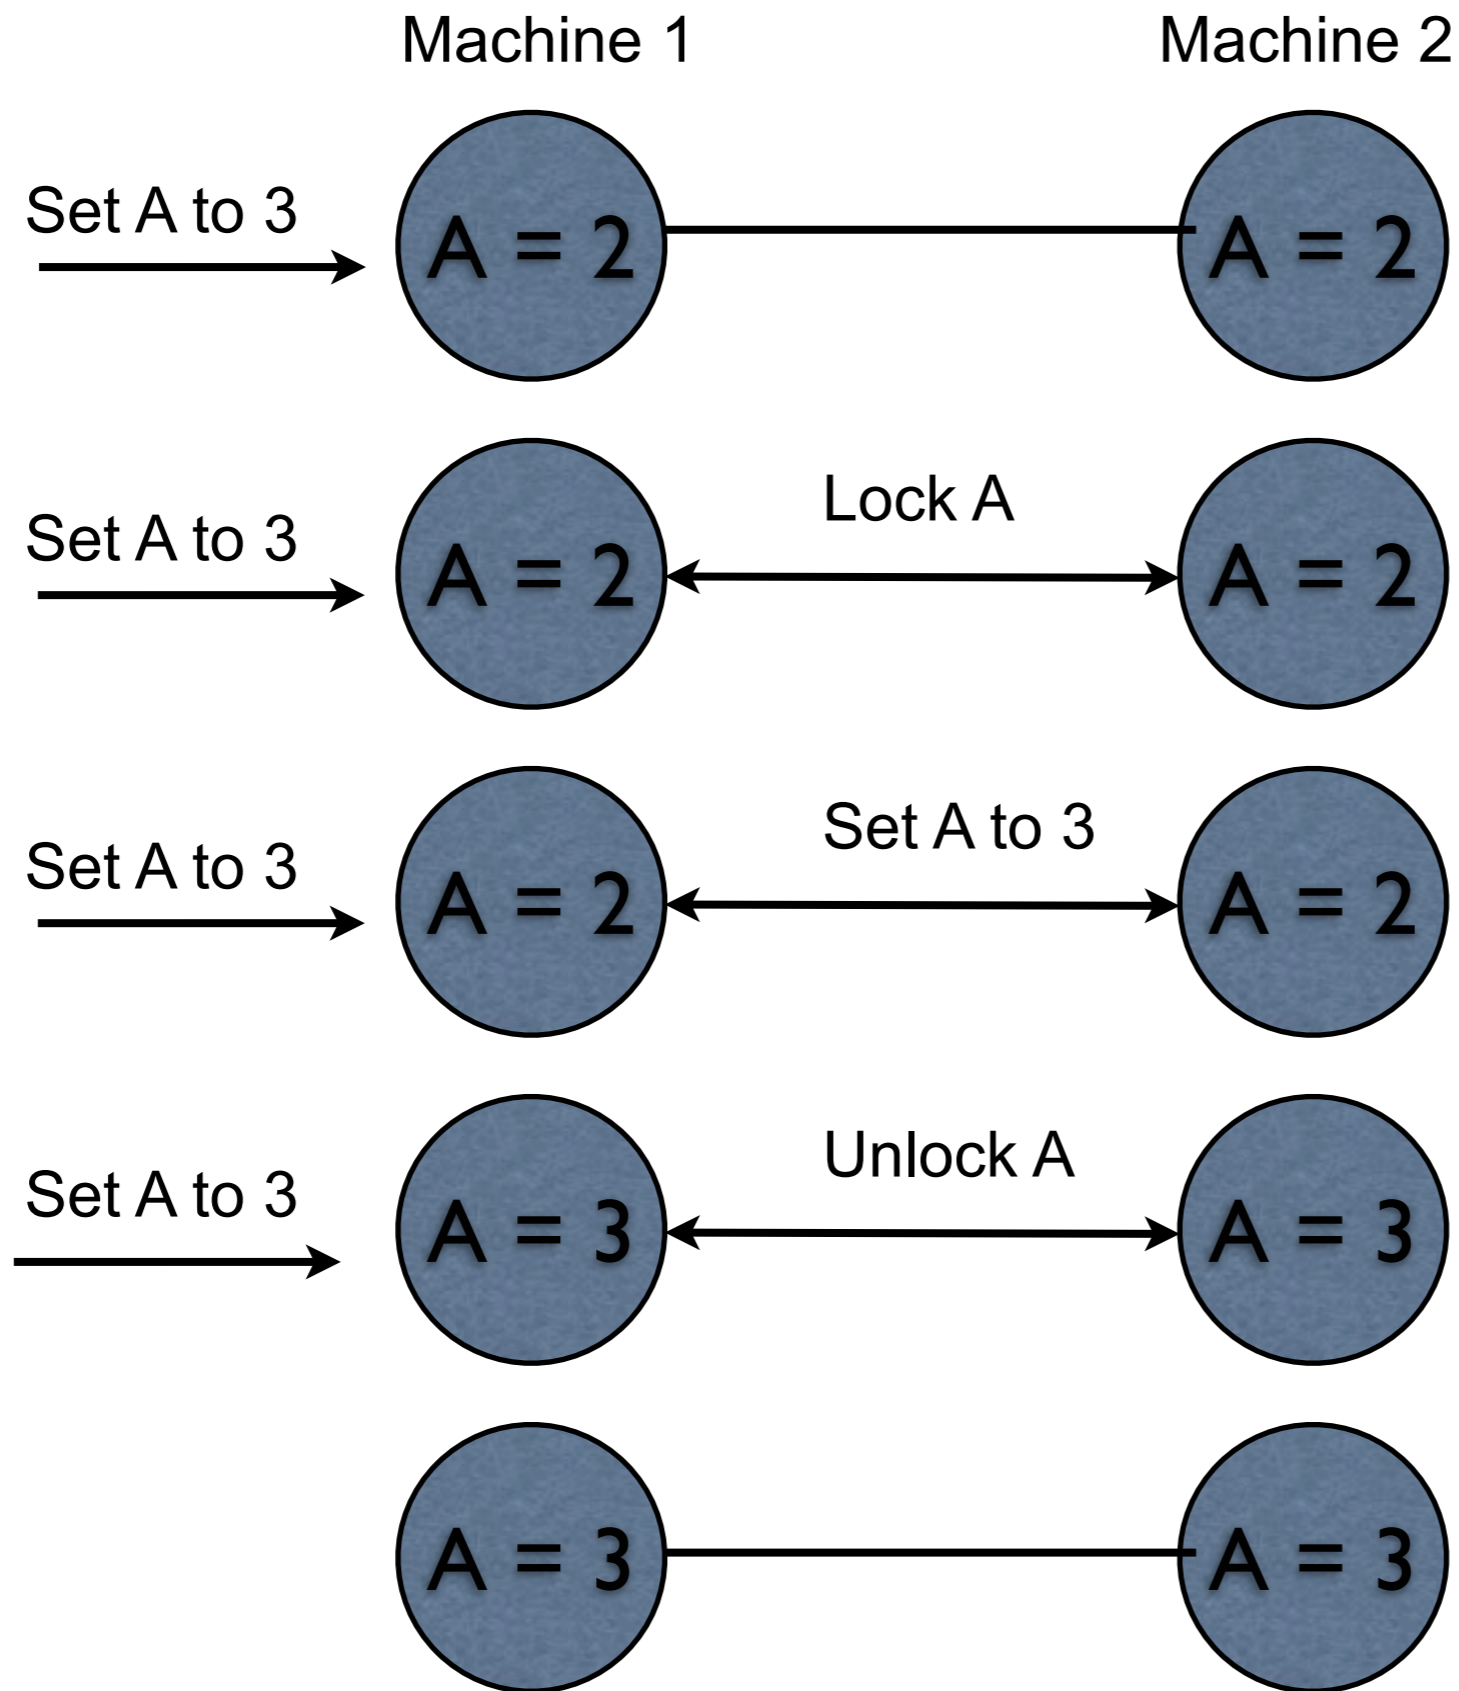 Machine 1 Machine 2
Set A to 3
A = 2 A = 2
Lock A
Set A to 3
A = 2 A = 2
Set A to 3
Set A to 3
A = 2 A = 2
Unlock A
Set A to 3
A = 3 A = 3
A = 3 A = 3